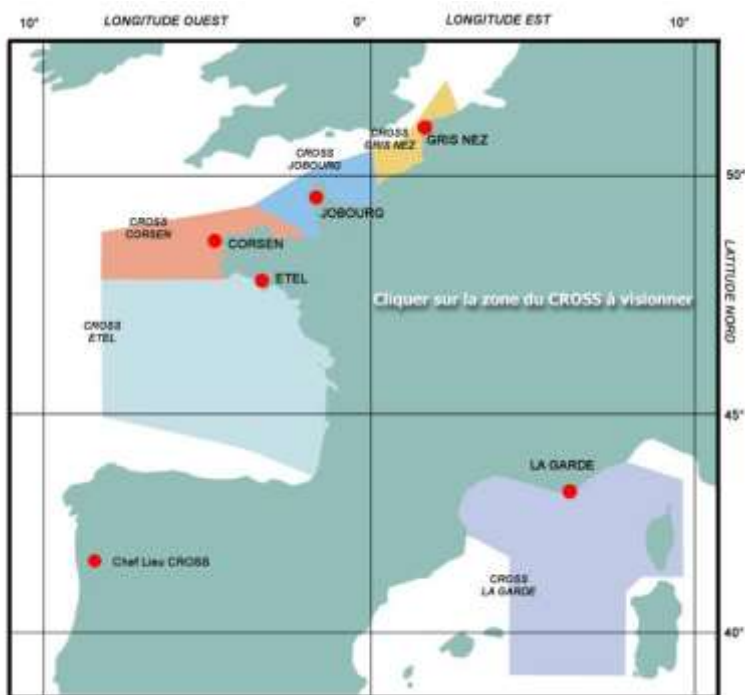 LONGITUDE OUEST
LONGITUDE EST
10°
0°
10°
CROSS
GRIS NEZ
GRIS NEZ
CROSS
JOBOURG
50°
JOBOURG
CROSS
CORSEN
CORSEN
ETEL
LATITUDE NORD
Cliquer sur la zone du CROSS à visionner
CROSS
ETEL
45°
LA GARDE
Chef Lieu CROSS
CROSS
LA GARDE
40°